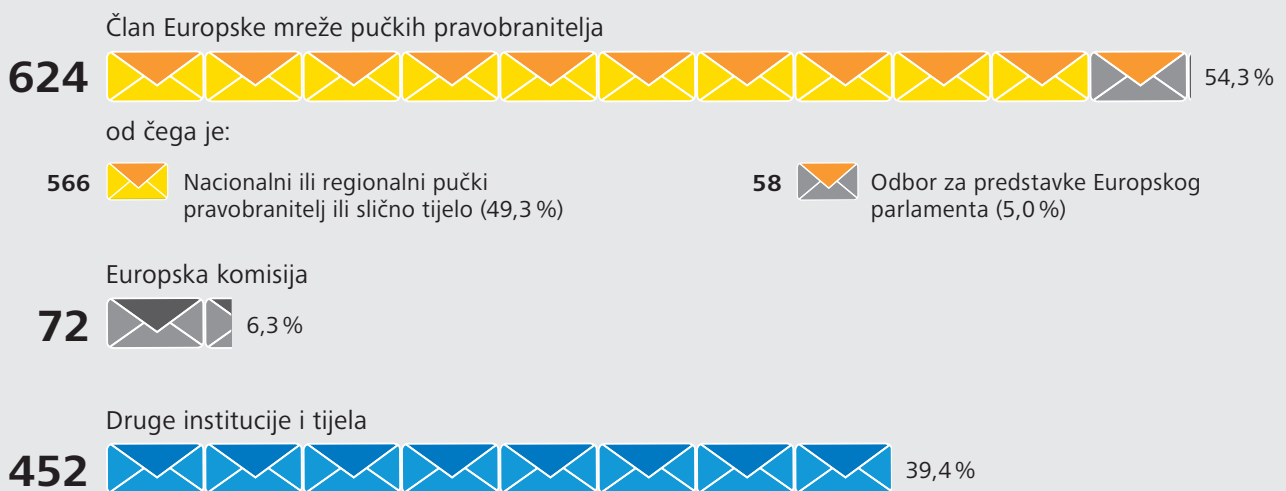 Član Europske mreže pučkih pravobranitelja
624
54,3 %
od čega je:
566
Nacionalni ili regionalni pučki
pravobranitelj ili slično tijelo (49,3 %)
58
Odbor za predstavke Europskog
parlamenta (5,0 %)
Europska komisija
72
6,3 %
Druge institucije i tijela
452
39,4 %